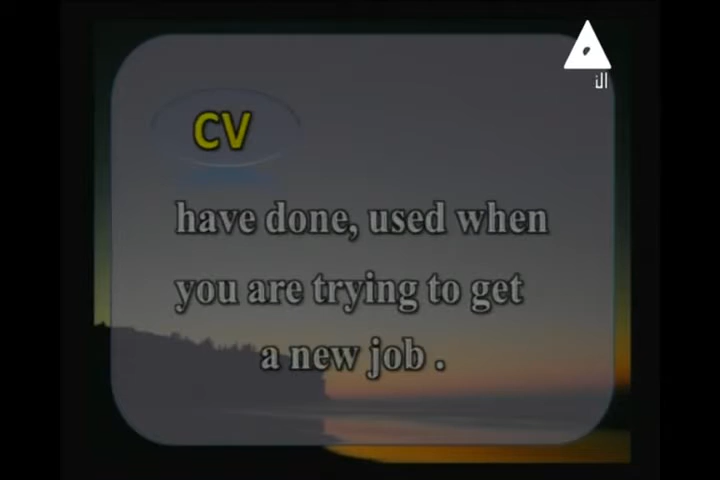 CV
have done, used when
you are trying to get
a new job .